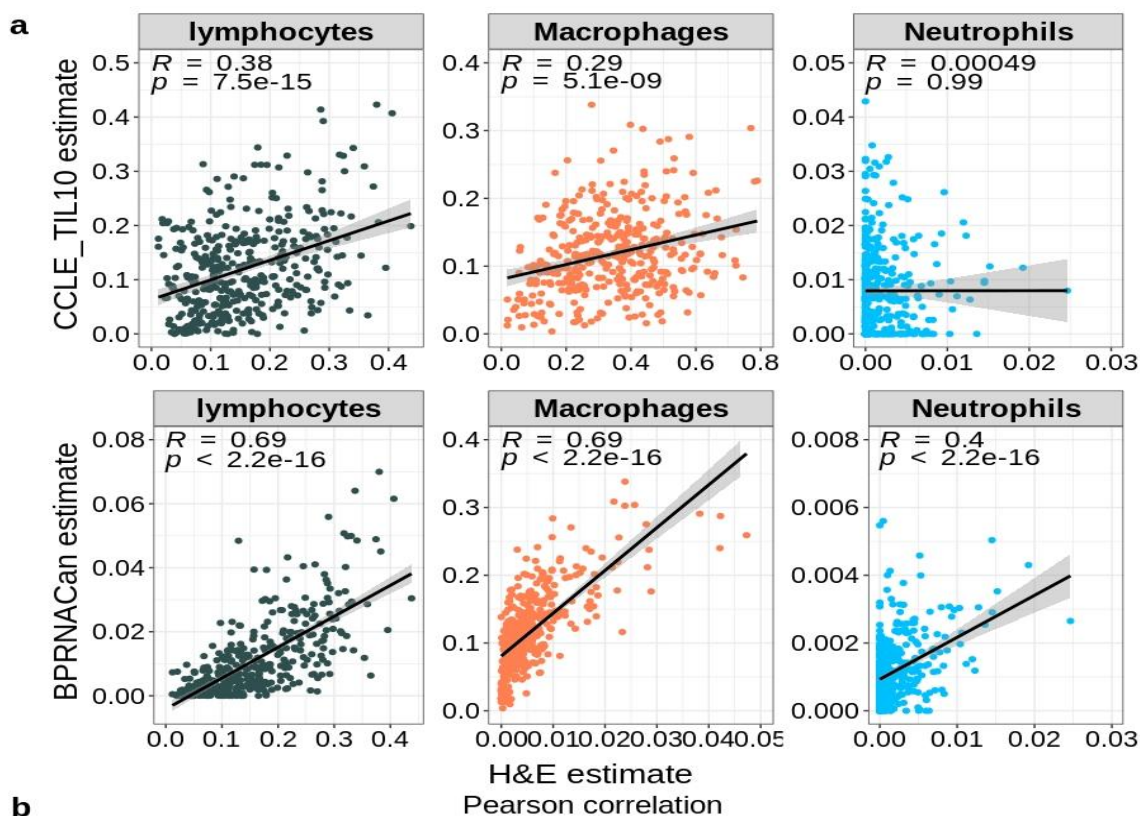 a
lymphocytes Macrophages Neutrophils
R = 0.38
p = 7.5e-15
R = 0.29
p = 5.1e-09
R = 0.00049
p = 0.99
CCLE_TIL10 estimate
0.5
0.4
0.3
0.2
0.1
0.0
0.0 0.1 0.2 0.3 0.4
0.4
0.3
0.2
0.1
0.0
0.0 0.2 0.4 0.6 0.8
0.05
0.04
0.03
0.02
0.01
0.00
0.00 0.01 0.02 0.03
lymphocytes Macrophages Neutrophils
R = 0.69
p < 2.2e-16
R = 0.69
p < 2.2e-16
R = 0.4
p < 2.2e-16
BPRNACan estimate
0.08
0.06
0.04
0.02
0.00
0.0 0.1 0.2 0.3 0.4
0.4
0.3
0.2
0.1
0.0
0.000.010.020.030.040.05
0.008
0.006
0.004
0.002
0.000
0.00 0.01 0.02 0.03
H&E estimate
Pearson correlation
b